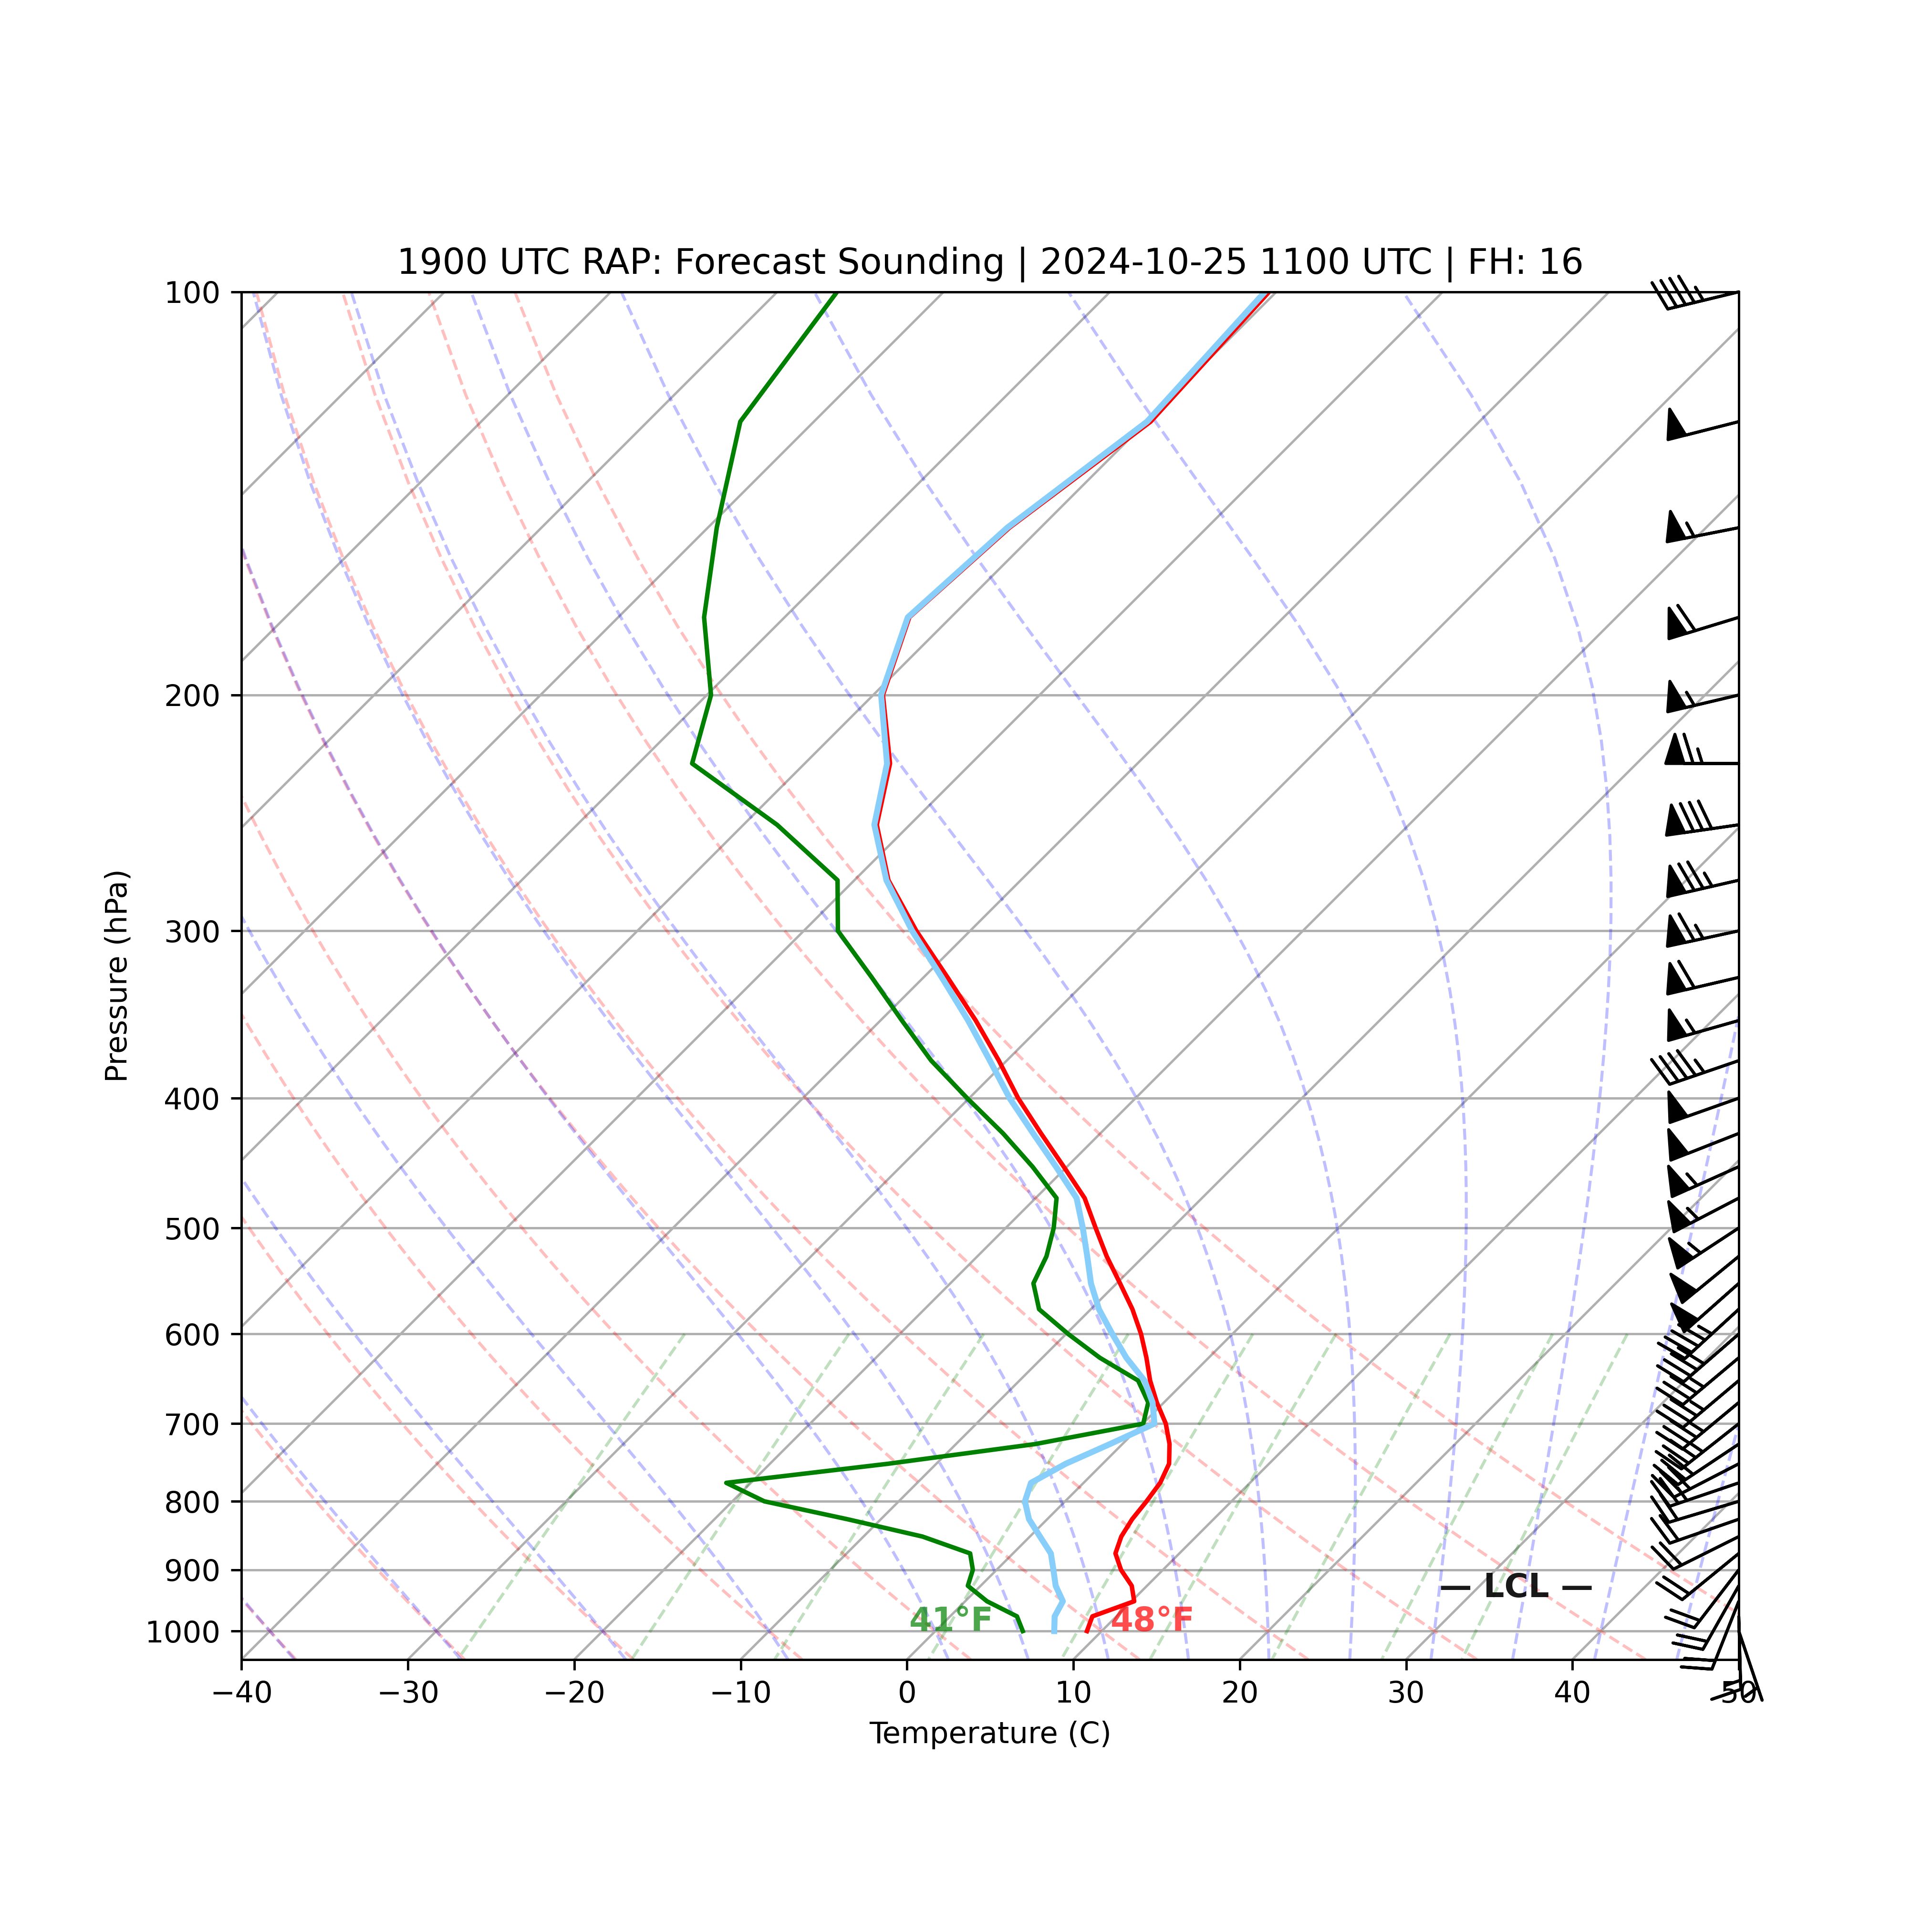 1900 UTC RAP: Forecast Sounding | 2024-10-25 1100 UTC | FH: 16
100
200
300
400
500
600
700
800
900
1000
Pressure (hPa)
— LCL —
41°F
48°F
−40 −30 −20 −10 0 10 20 30 40 50
Temperature (C)